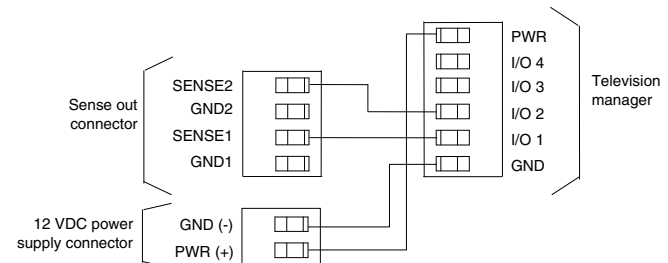 Sense out
connector
SENSE2
GND2
SENSE1
GND1
12 VDC power
supply connector
GND (-)
PWR (+)
PWR
I/O 4
I/O 3
I/O 2
I/O 1
GND
Television
manager